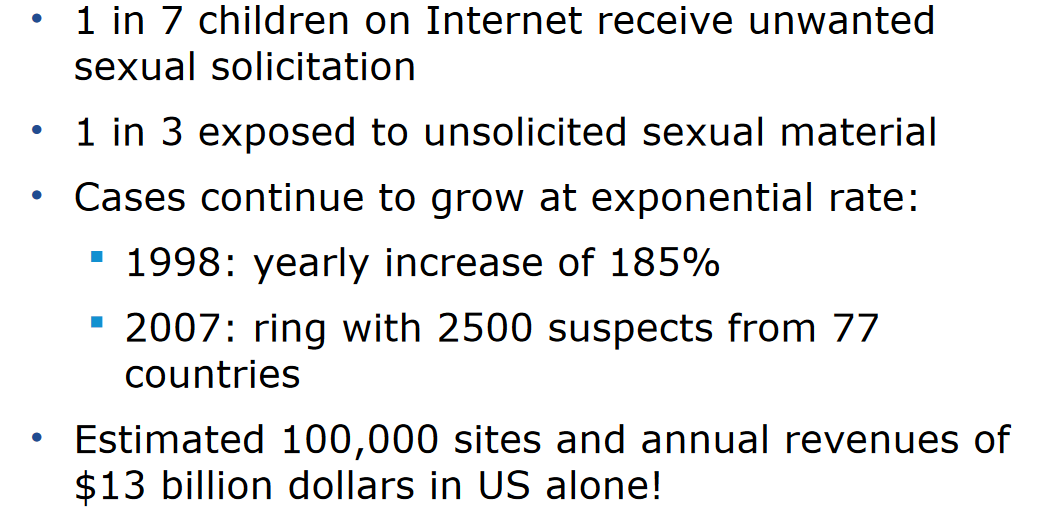 • 1 in 7 children on Internet receive unwanted
sexual solicitation
• 1 in 3 exposed to unsolicited sexual material
• Cases continue to grow at exponential rate:
▪ 1998: yearly increase of 185%
▪ 2007: ring with 2500 suspects from 77
countries
• Estimated 100,000 sites and annual revenues of
$13 billion dollars in US alone!